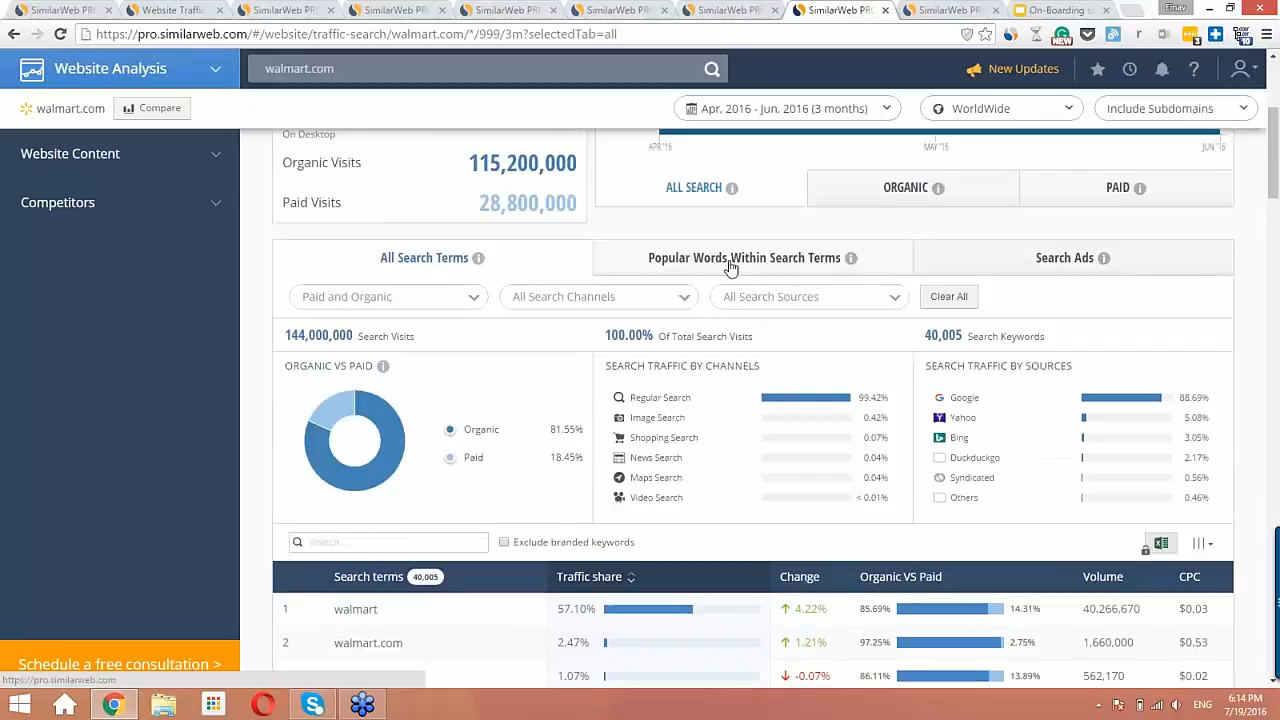 SimilarWeb PRO
Website Traffic
SimilarWeb PRO
SimilarWeb PRO
SimilarWeb PRO
SimilarWeb PRO
SimilarWeb PRO
SimilarWeb PRO
SimilarWeb PRO
On-Boarding su
Einav
https://pro.similarweb.com/#/website/traffic-search/walmart.com/*/999/3m?selectedTab=all
Website Analysis
walmart.com
New Updates
walmart.com
Compare
Apr, 2016 - Jun, 2016 (3 months)
WorldWide
Include Subdomains
Website Content
Competitors
On Desktop
Organic Visits 115,200,000
Paid Visits 28,800,000
APR '16 MAY '16 JUN '16
ALL SEARCH ORGANIC PAID
All Search Terms Popular Words Within Search Terms Search Ads
Paid and Organic All Search Channels All Search Sources Clear All
144,000,000 Search Visits 100.00% Of Total Search Visits 40,005 Search Keywords
ORGANIC VS PAID
Organic 81.55%
Paid 18.45%
SEARCH TRAFFIC BY CHANNELS
Regular Search 99.42%
Image Search 0.42%
Shopping Search 0.07%
News Search 0.04%
Maps Search 0.04%
Video Search < 0.01%
SEARCH TRAFFIC BY SOURCES
Google 88.69%
Yahoo 5.08%
Bing 3.05%
Duckduckgo 2.17%
Syndicated 0.56%
Others 0.46%
search...
Exclude branded keywords
Search terms 40,005 Traffic share Change Organic VS Paid Volume CPC
1 walmart 57.10% 4.22% 85.69% 14.31% 40,266,670 $0.03
2 walmart.com 2.47% 1.21% 97.25% 2.75% 1,660,000 $0.53
1.07% -0.07% 86.11% 13.89% 562,170 $0.02
Schedule a free consultation >
https://pro.similarweb.com
ENG
6:14 PM
7/19/2016